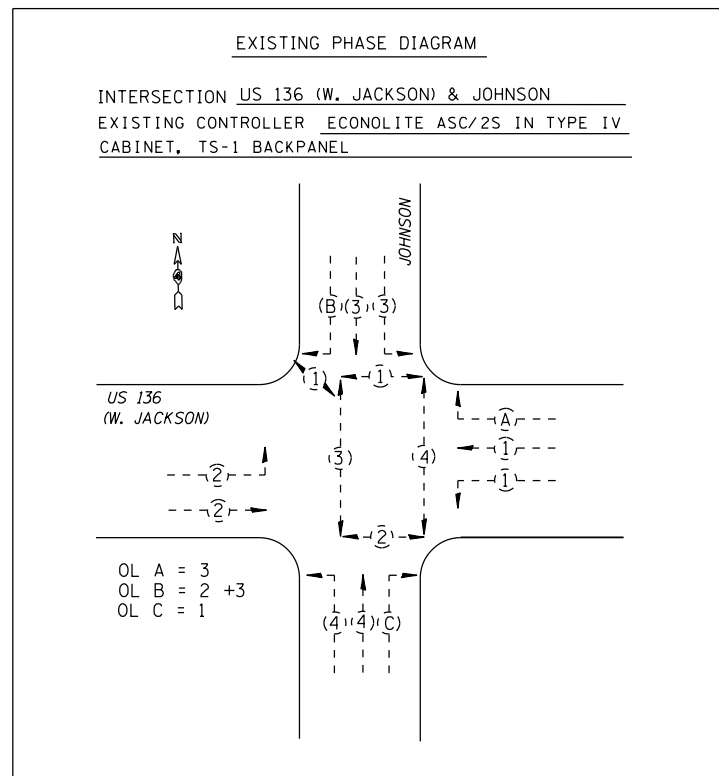 EXISTING PHASE DIAGRAM
INTERSECTION US 136 (W. JACKSON) & JOHNSON
EXISTING CONTROLLER ECONOLITE ASC/2S IN TYPE IV
CABINET, TS-1 BACKPANEL
N
JOHNSON
(B)(3)(3)
(1)
(1)
US 136
(W. JACKSON)
(A)
(2)
(3)
(4)
(1)
(1)
(2)
(2)
OL A = 3
OL B = 2 +3
OL C = 1
(4)(4)(C)